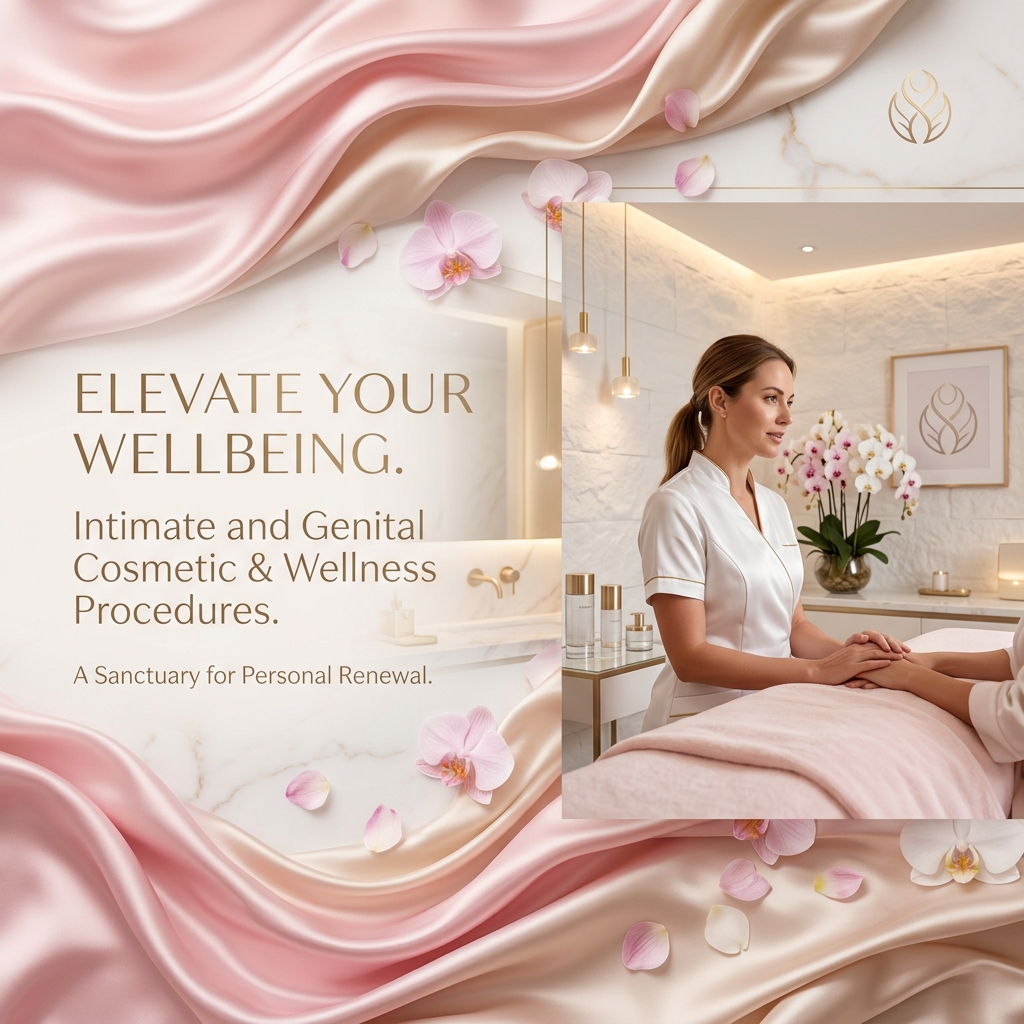 ELEVATE YOUR
WELLBEING.
Intimate and Genital
Cosmetic & Wellness
Procedures.
A Sanctuary for Personal Renewal.